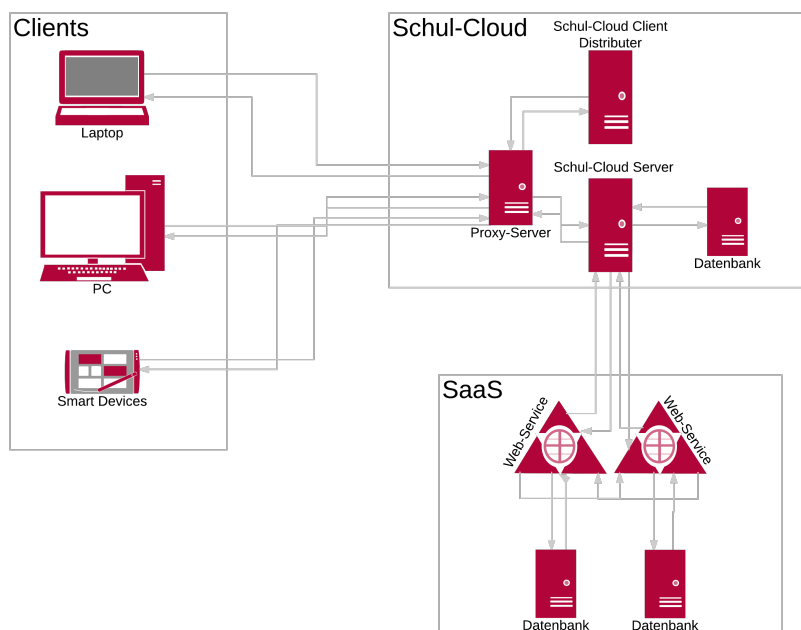 Clients
Laptop
PC
Smart Devices
Schul-Cloud
Schul-Cloud Client
Distributer
Proxy-Server
Schul-Cloud Server
Datenbank
SaaS
Web-Service
Web-Service
Datenbank
Datenbank